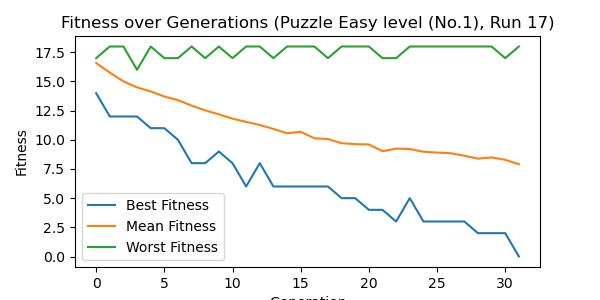 Fitness over Generations (Puzzle Easy level (No.1), Run 17)
Fitness
17.5
15.0
12.5
10.0
7.5
5.0
2.5
0.0
Best Fitness
Mean Fitness
Worst Fitness
0 5 10 15 20 25 30
Generation